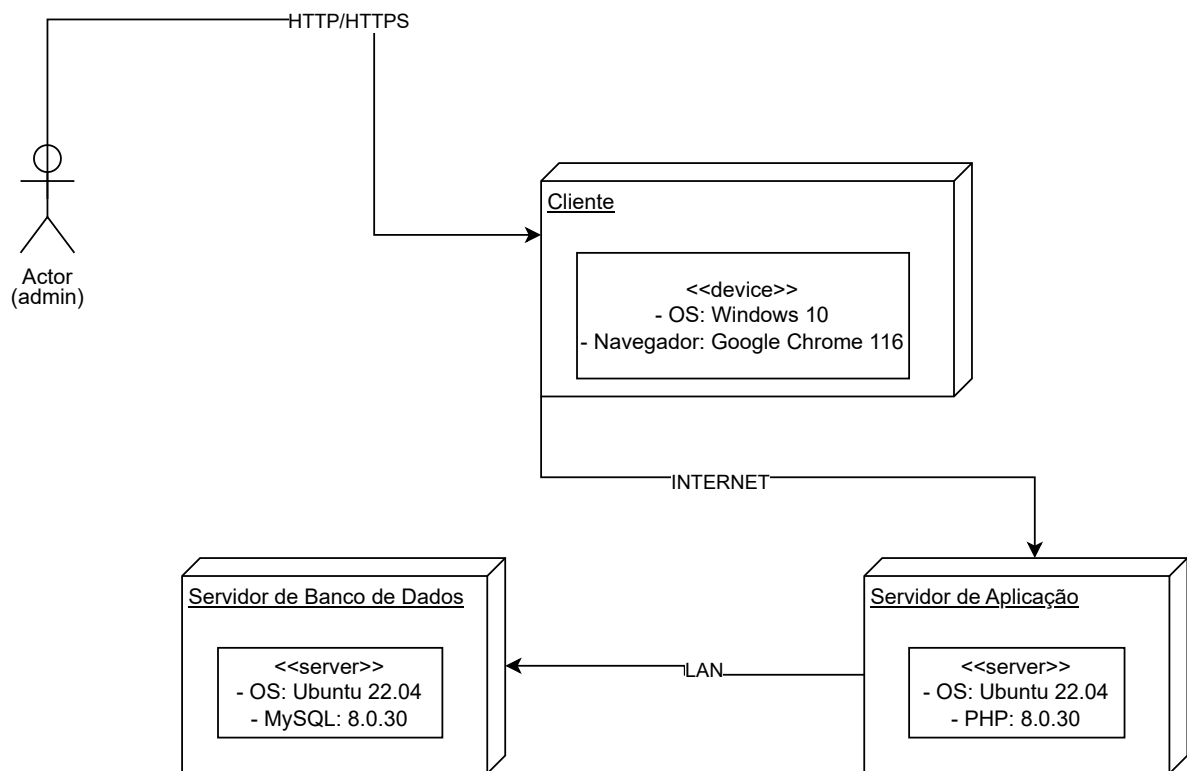 HTTP/HTTPS
Actor
(admin)
Cliente
<<device>>
- OS: Windows 10
- Navegador: Google Chrome 116
INTERNET
Servidor de Banco de Dados
<<server>>
- OS: Ubuntu 22.04
- MySQL: 8.0.30
LAN
Servidor de Aplicação
<<server>>
- OS: Ubuntu 22.04
- PHP: 8.0.30